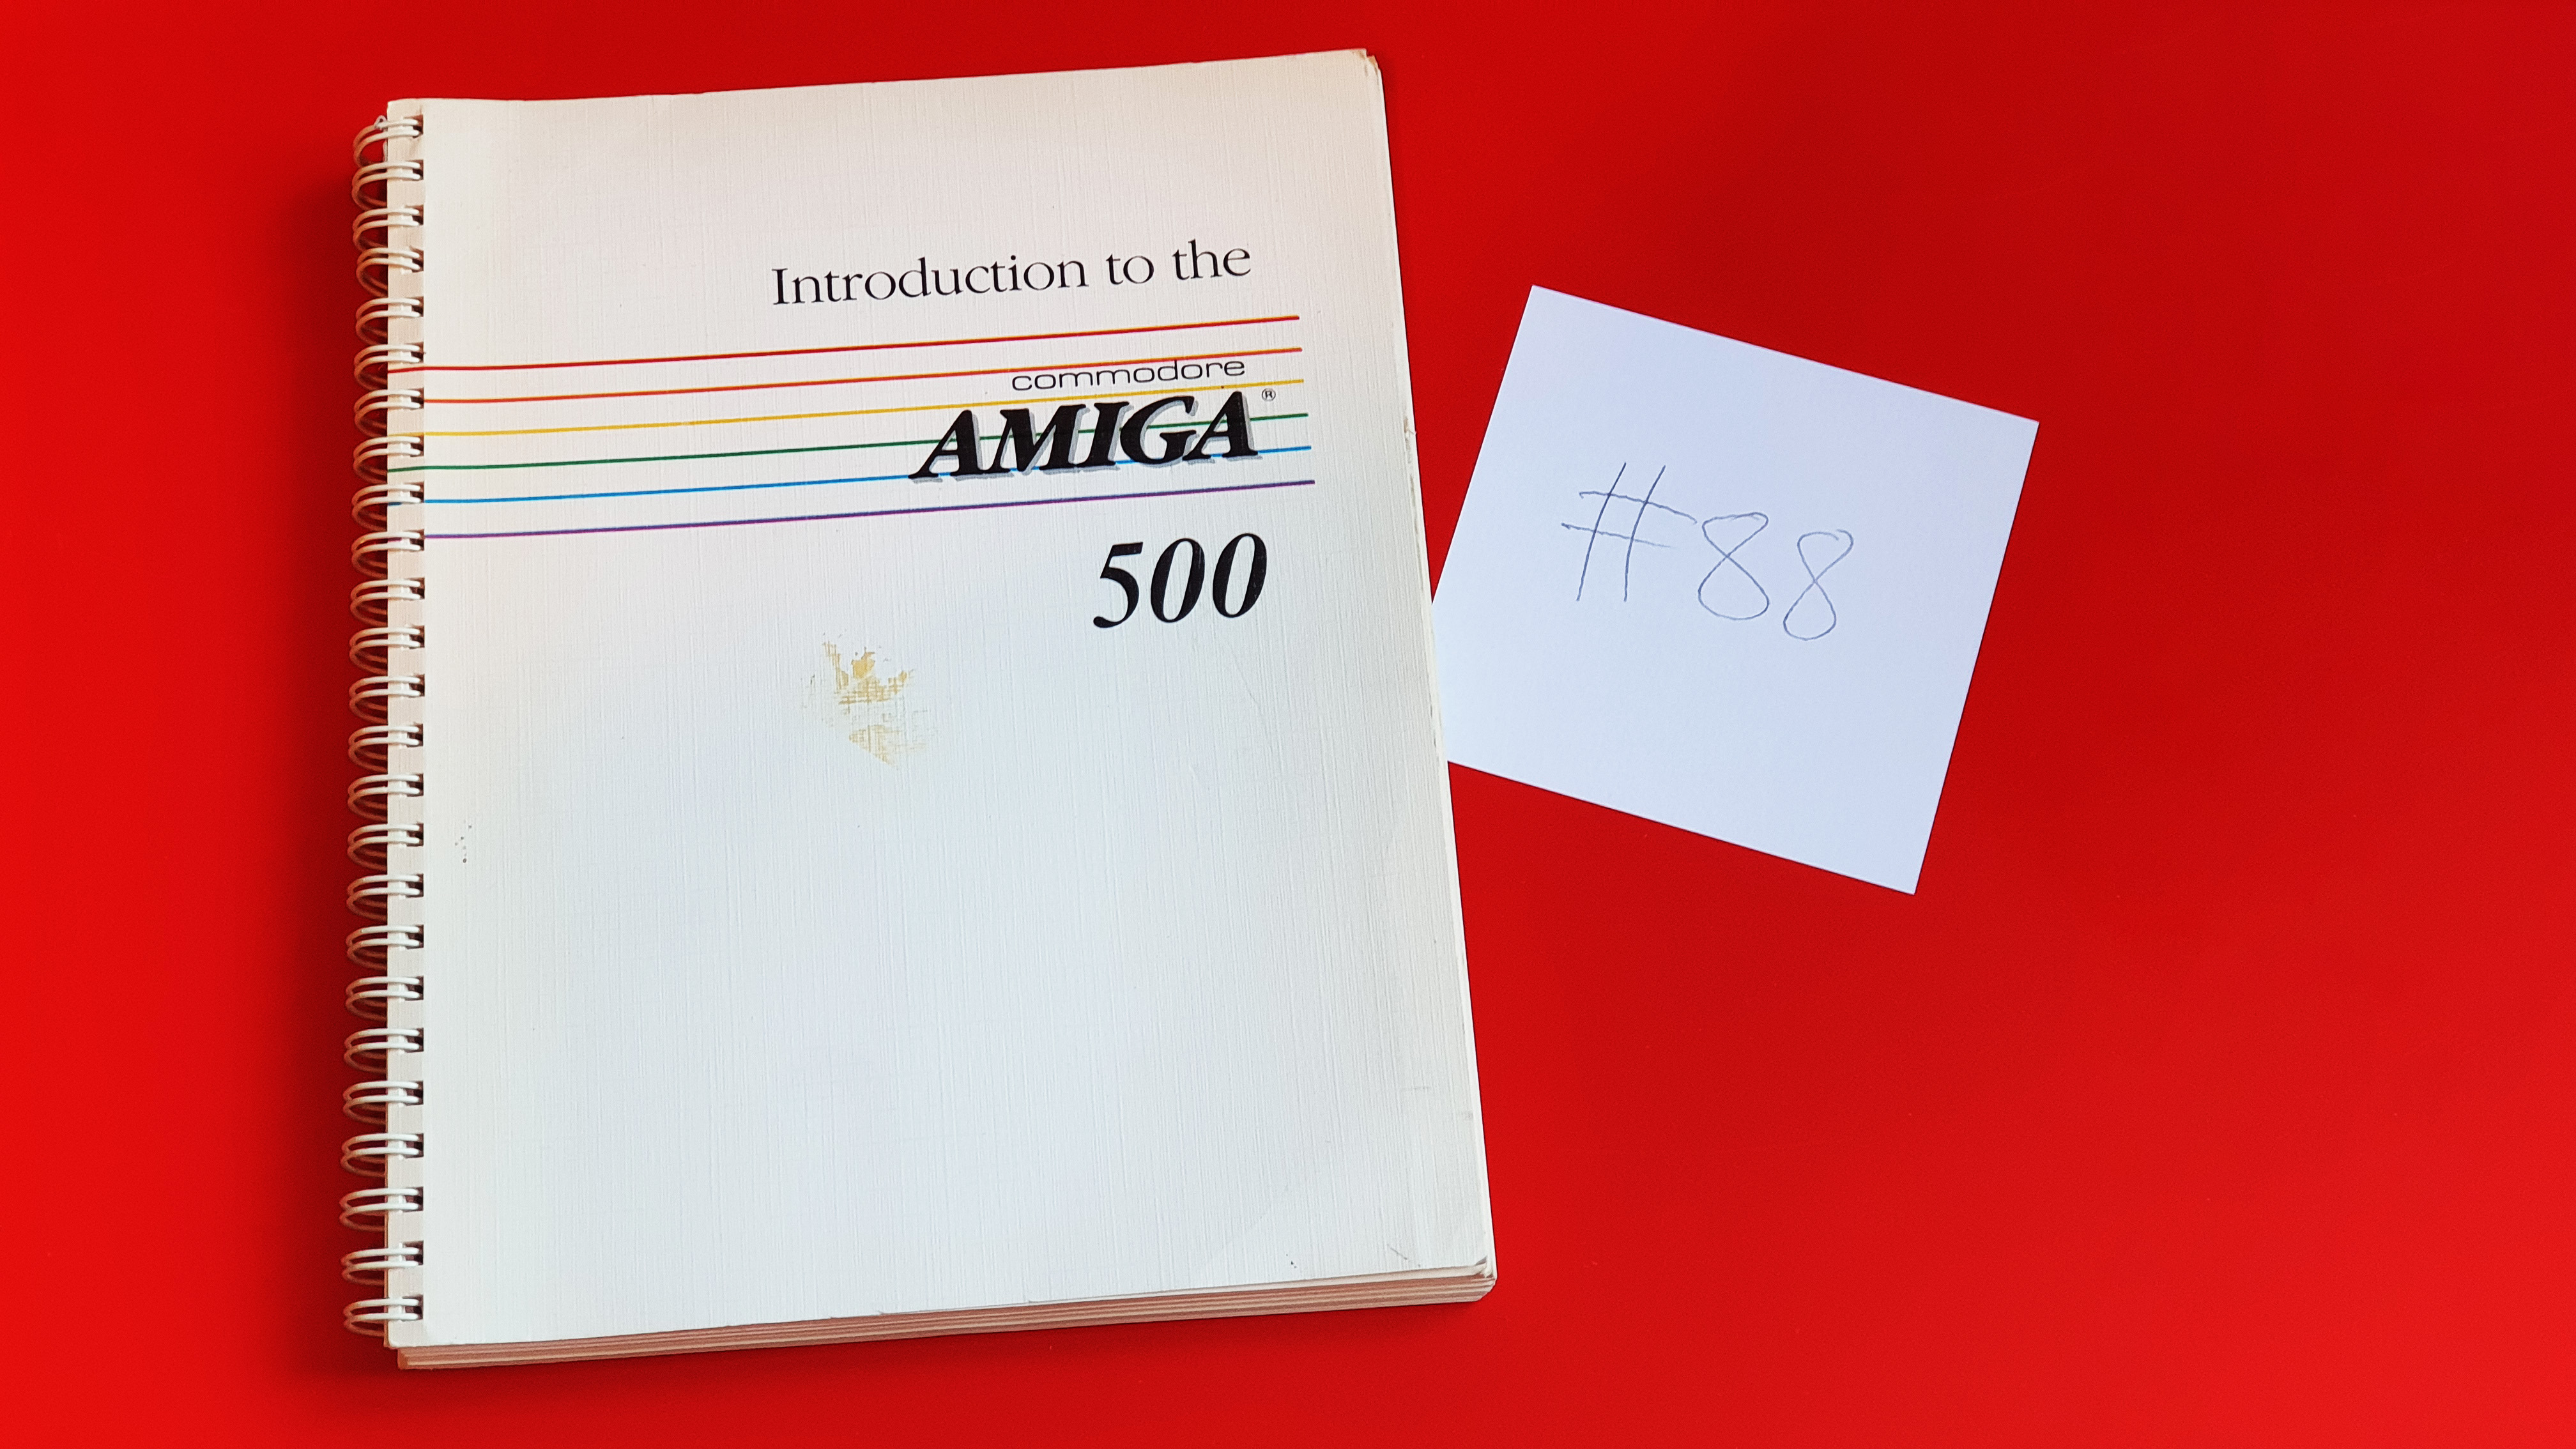 Introduction to the
commodore
AMIGA®
500
#88